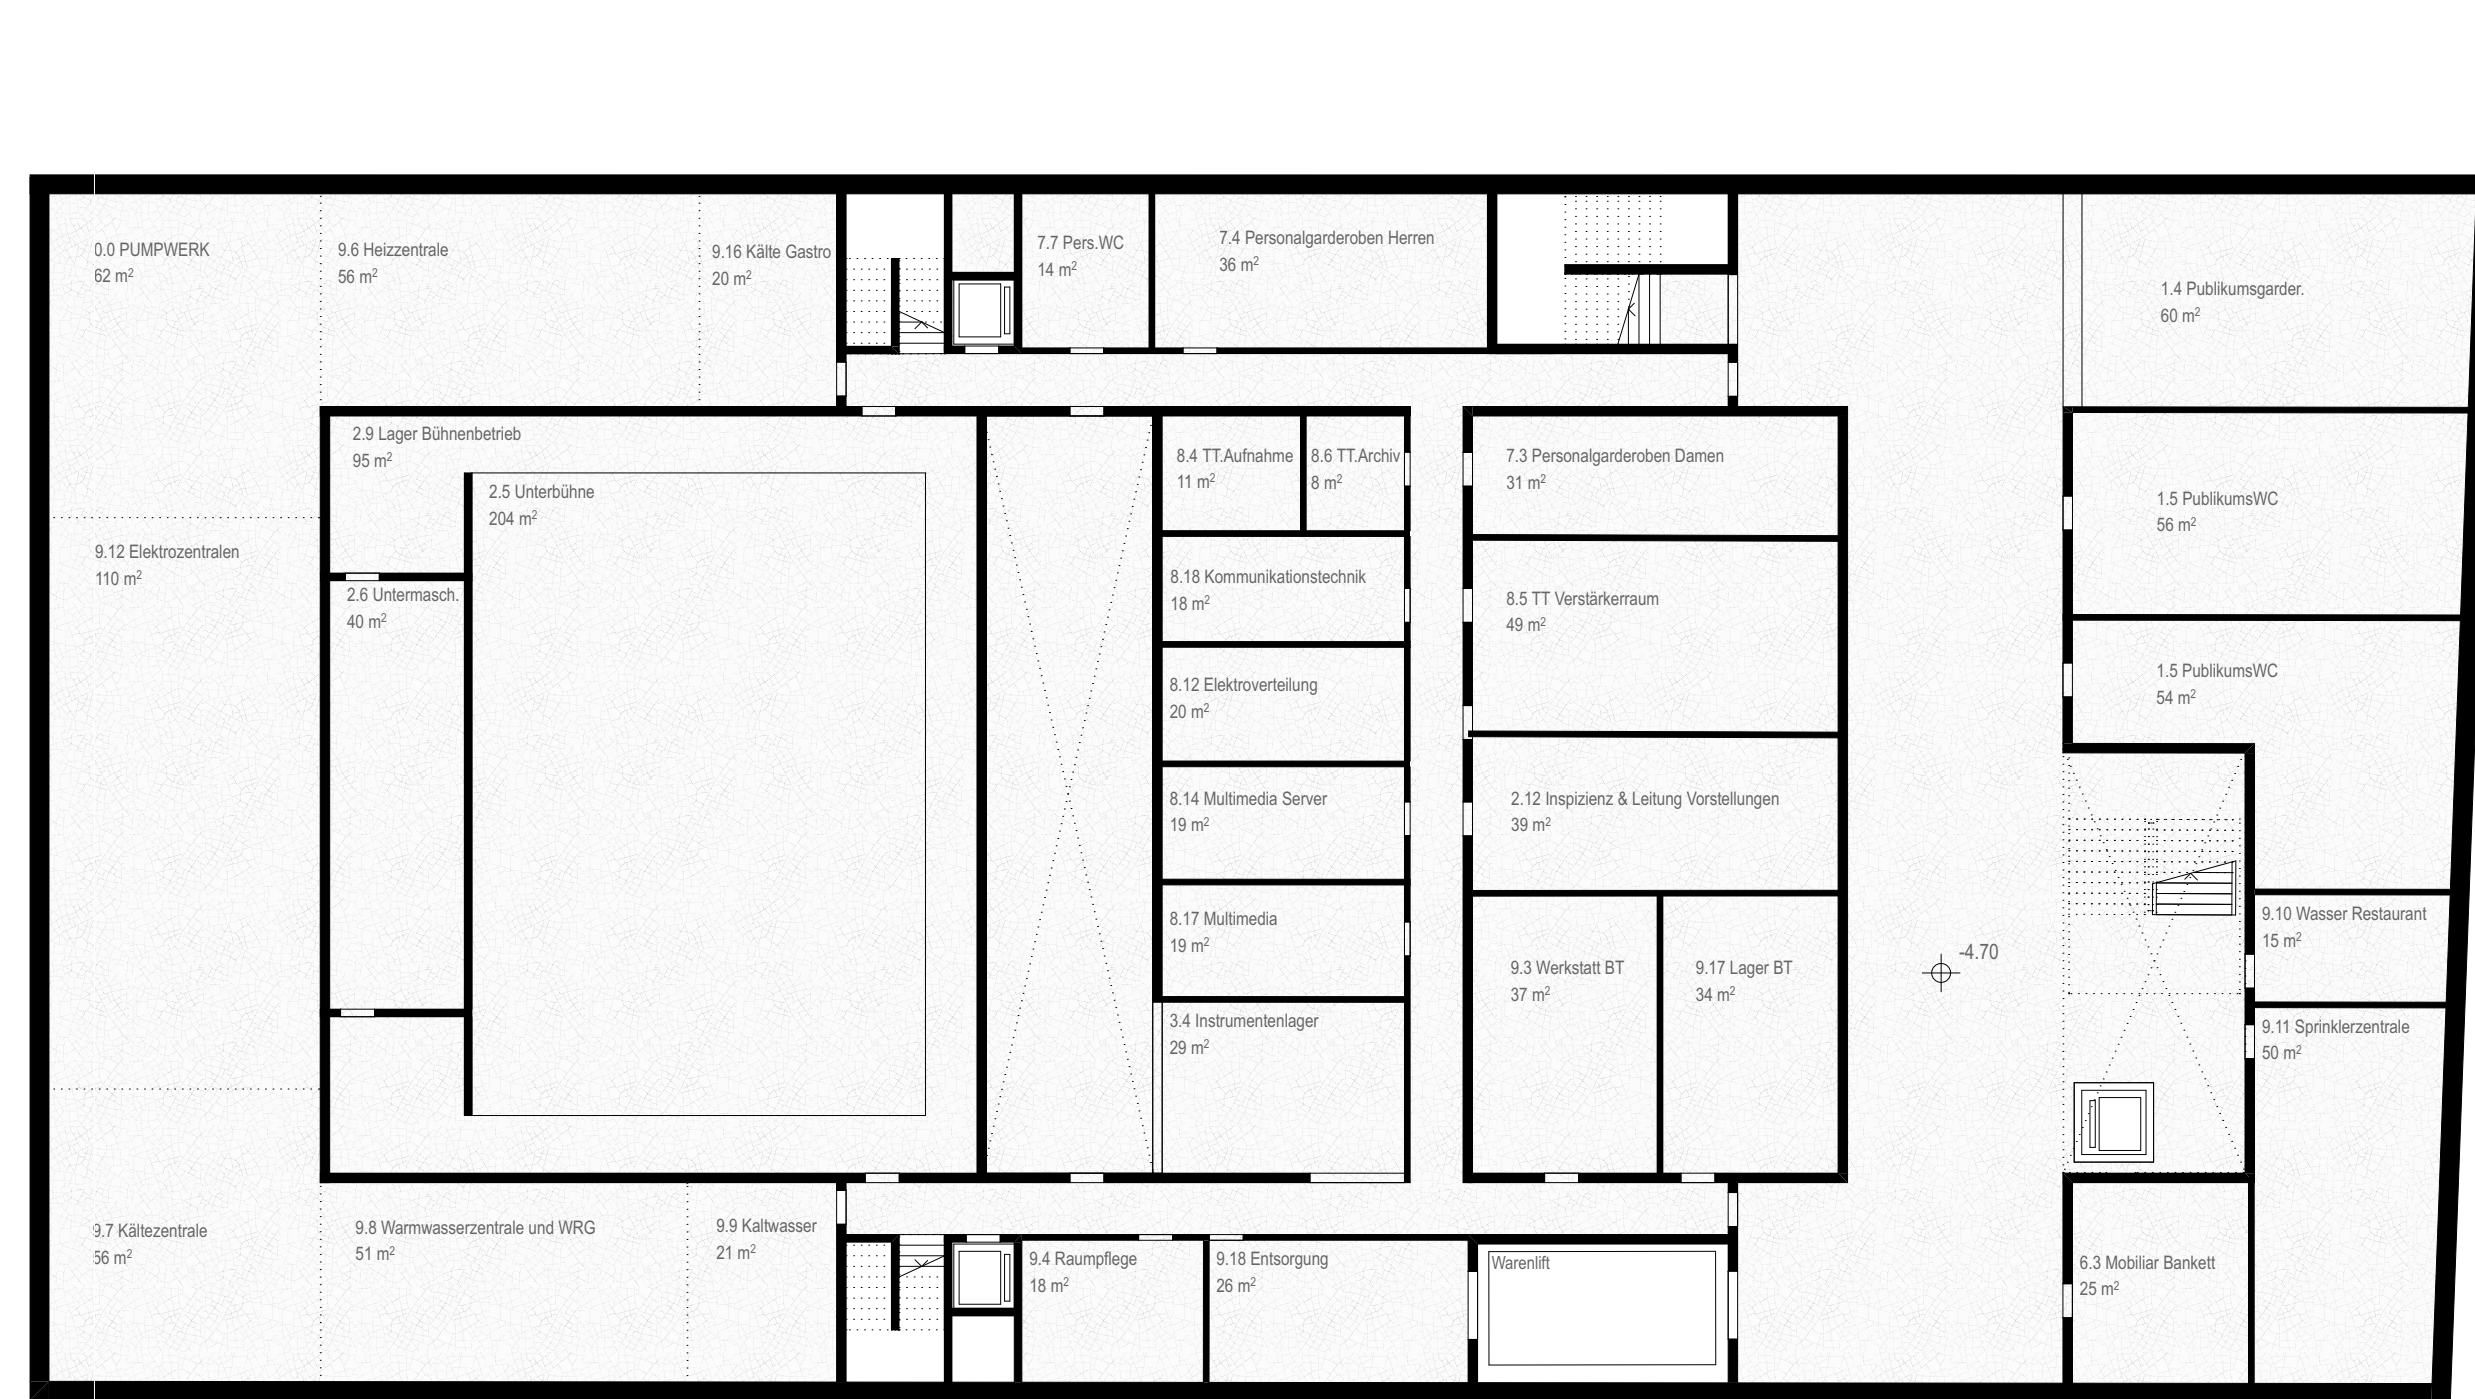 0.0 PUMPWERK
62 m²
9.6 Heizzentrale
56 m²
9.16 Kälte Gastro
20 m²
7.7 Pers.WC
14 m²
7.4 Personalgarderoben Herren
36 m²
1.4 Publikumsgarder.
60 m²
2.9 Lager Bühnenbetrieb
95 m²
2.5 Unterbühne
204 m²
8.4 TT.Aufnahme
11 m²
8.6 TT.Archiv
8 m²
7.3 Personalgarderoben Damen
31 m²
1.5 PublikumsWC
56 m²
9.12 Elektrozentralen
110 m²
2.6 Untermasch.
40 m²
8.18 Kommunikationstechnik
18 m²
8.5 TT Verstärkerraum
49 m²
8.12 Elektroverteilung
20 m²
1.5 PublikumsWC
54 m²
8.14 Multimedia Server
19 m²
2.12 Inspizienz & Leitung Vorstellungen
39 m²
8.17 Multimedia
19 m²
9.3 Werkstatt BT
37 m²
9.17 Lager BT
34 m²
-4.70
9.10 Wasser Restaurant
15 m²
3.4 Instrumentenlager
29 m²
9.11 Sprinklerzentrale
50 m²
9.7 Kältezentrale
56 m²
9.8 Warmwasserzentrale und WRG
51 m²
9.9 Kaltwasser
21 m²
9.4 Raumpflege
18 m²
9.18 Entsorgung
26 m²
Warenlift
6.3 Mobiliar Bankett
25 m²